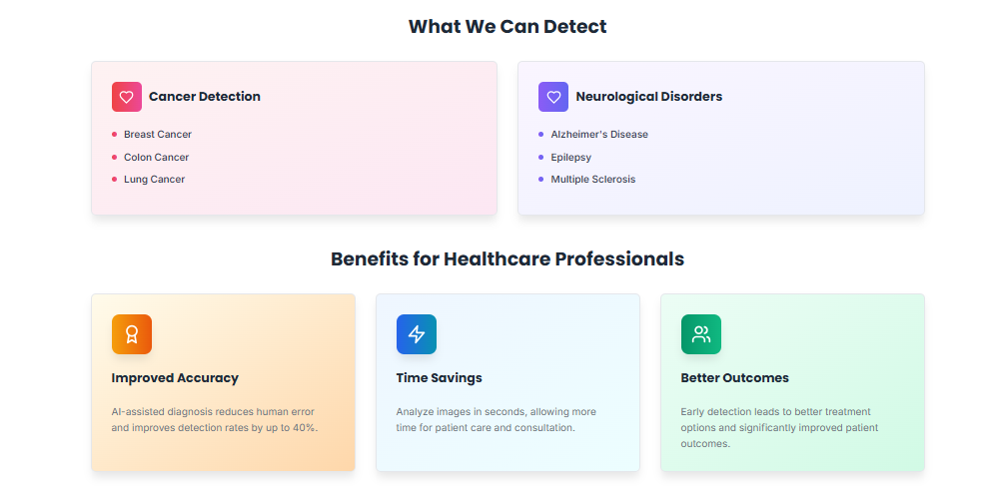 What We Can Detect
Cancer Detection
Breast Cancer
Colon Cancer
Lung Cancer
Neurological Disorders
Alzheimer's Disease
Epilepsy
Multiple Sclerosis
Benefits for Healthcare Professionals
Improved Accuracy
AI-assisted diagnosis reduces human error
and improves detection rates by up to 40%.
Time Savings
Analyze images in seconds, allowing more
time for patient care and consultation.
Better Outcomes
Early detection leads to better treatment
options and significantly improved patient
outcomes.